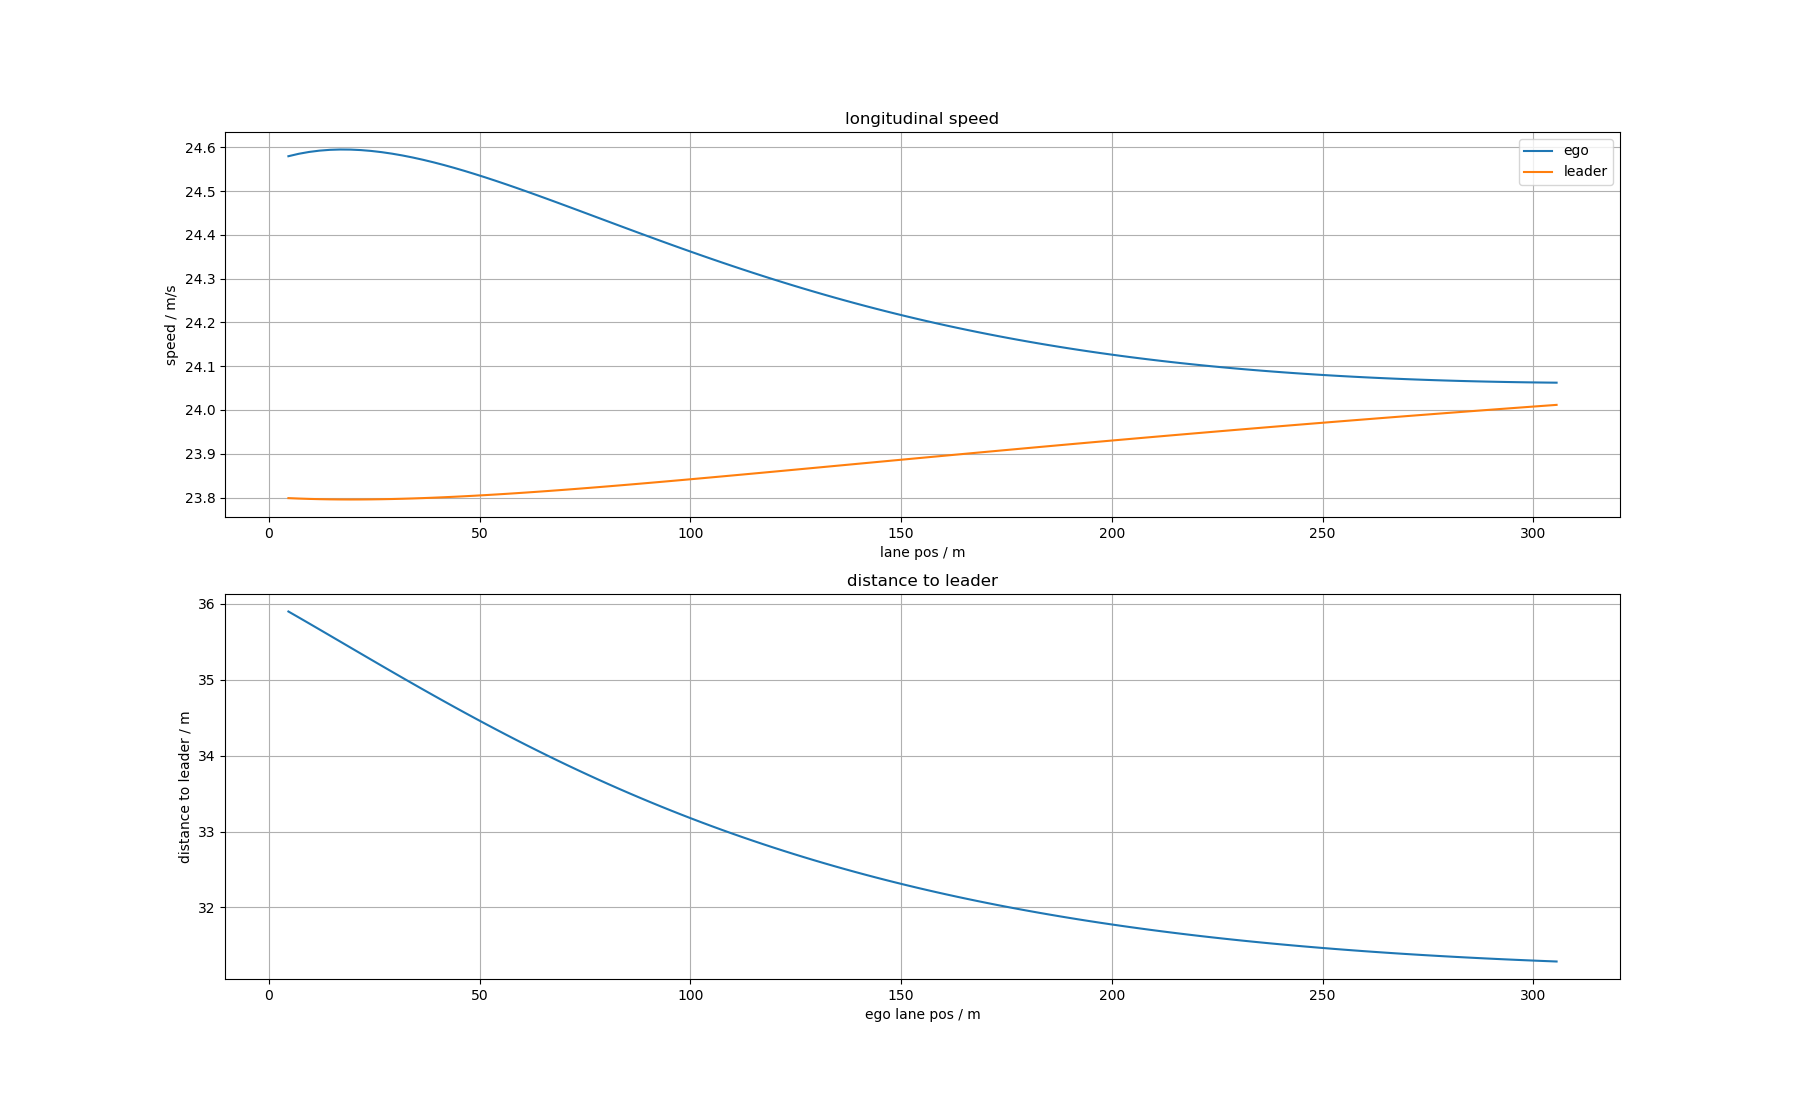 longitudinal speed
24.6
24.5
24.4
24.3
24.2
24.1
24.0
23.9
23.8
speed / m/s
ego
leader
0 50 100 150 200 250 300
lane pos / m
distance to leader
36
35
34
33
32
distance to leader / m
0 50 100 150 200 250 300
ego lane pos / m